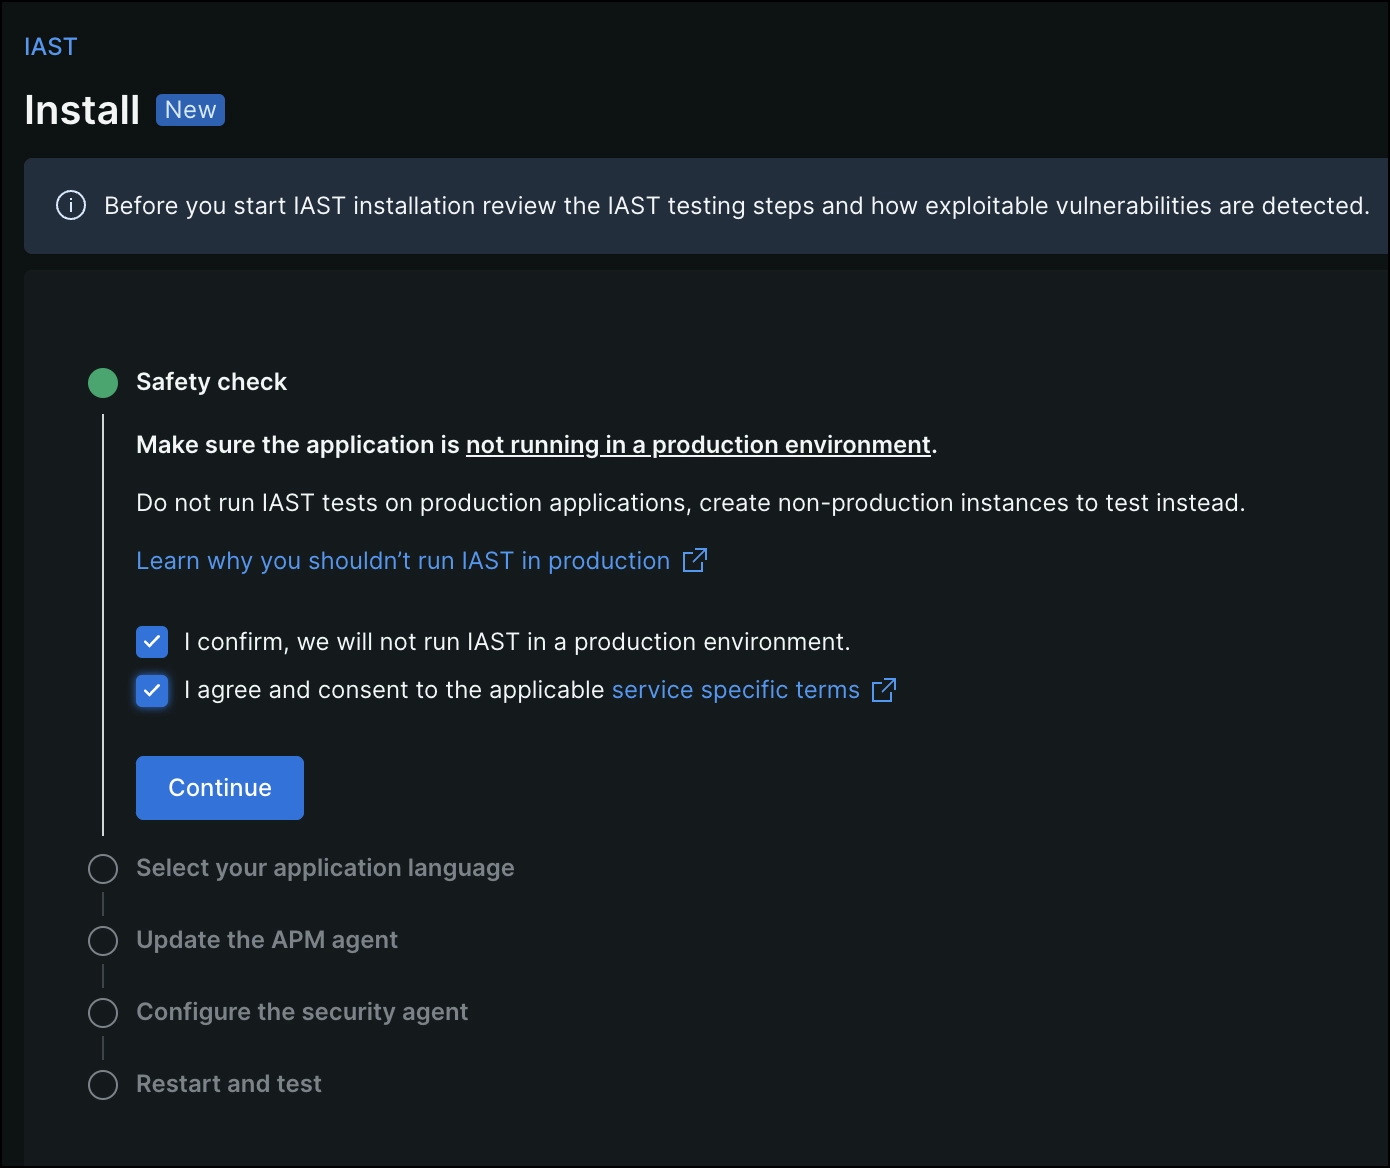 IAST
Install New
Before you start IAST installation review the IAST testing steps and how exploitable vulnerabilities are detected.
Safety check
Make sure the application is not running in a production environment.
Do not run IAST tests on production applications, create non-production instances to test instead.
Learn why you shouldn’t run IAST in production
I confirm, we will not run IAST in a production environment.
I agree and consent to the applicable service specific terms
Continue
Select your application language
Update the APM agent
Configure the security agent
Restart and test